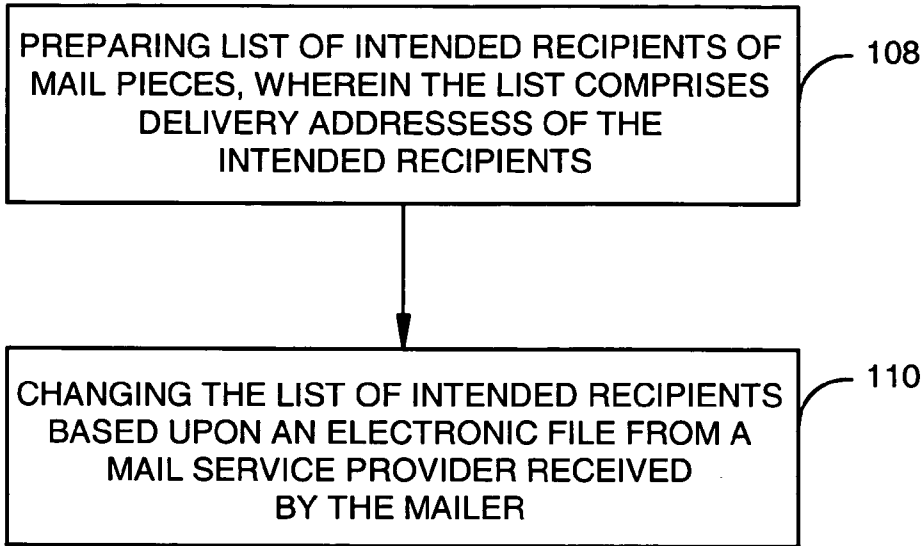 PREPARING LIST OF INTENDED RECIPIENTS OF
MAIL PIECES, WHEREIN THE LIST COMPRISES
DELIVERY ADDRESSESS OF THE
INTENDED RECIPIENTS
108
CHANGING THE LIST OF INTENDED RECIPIENTS
BASED UPON AN ELECTRONIC FILE FROM A
MAIL SERVICE PROVIDER RECEIVED
BY THE MAILER
110